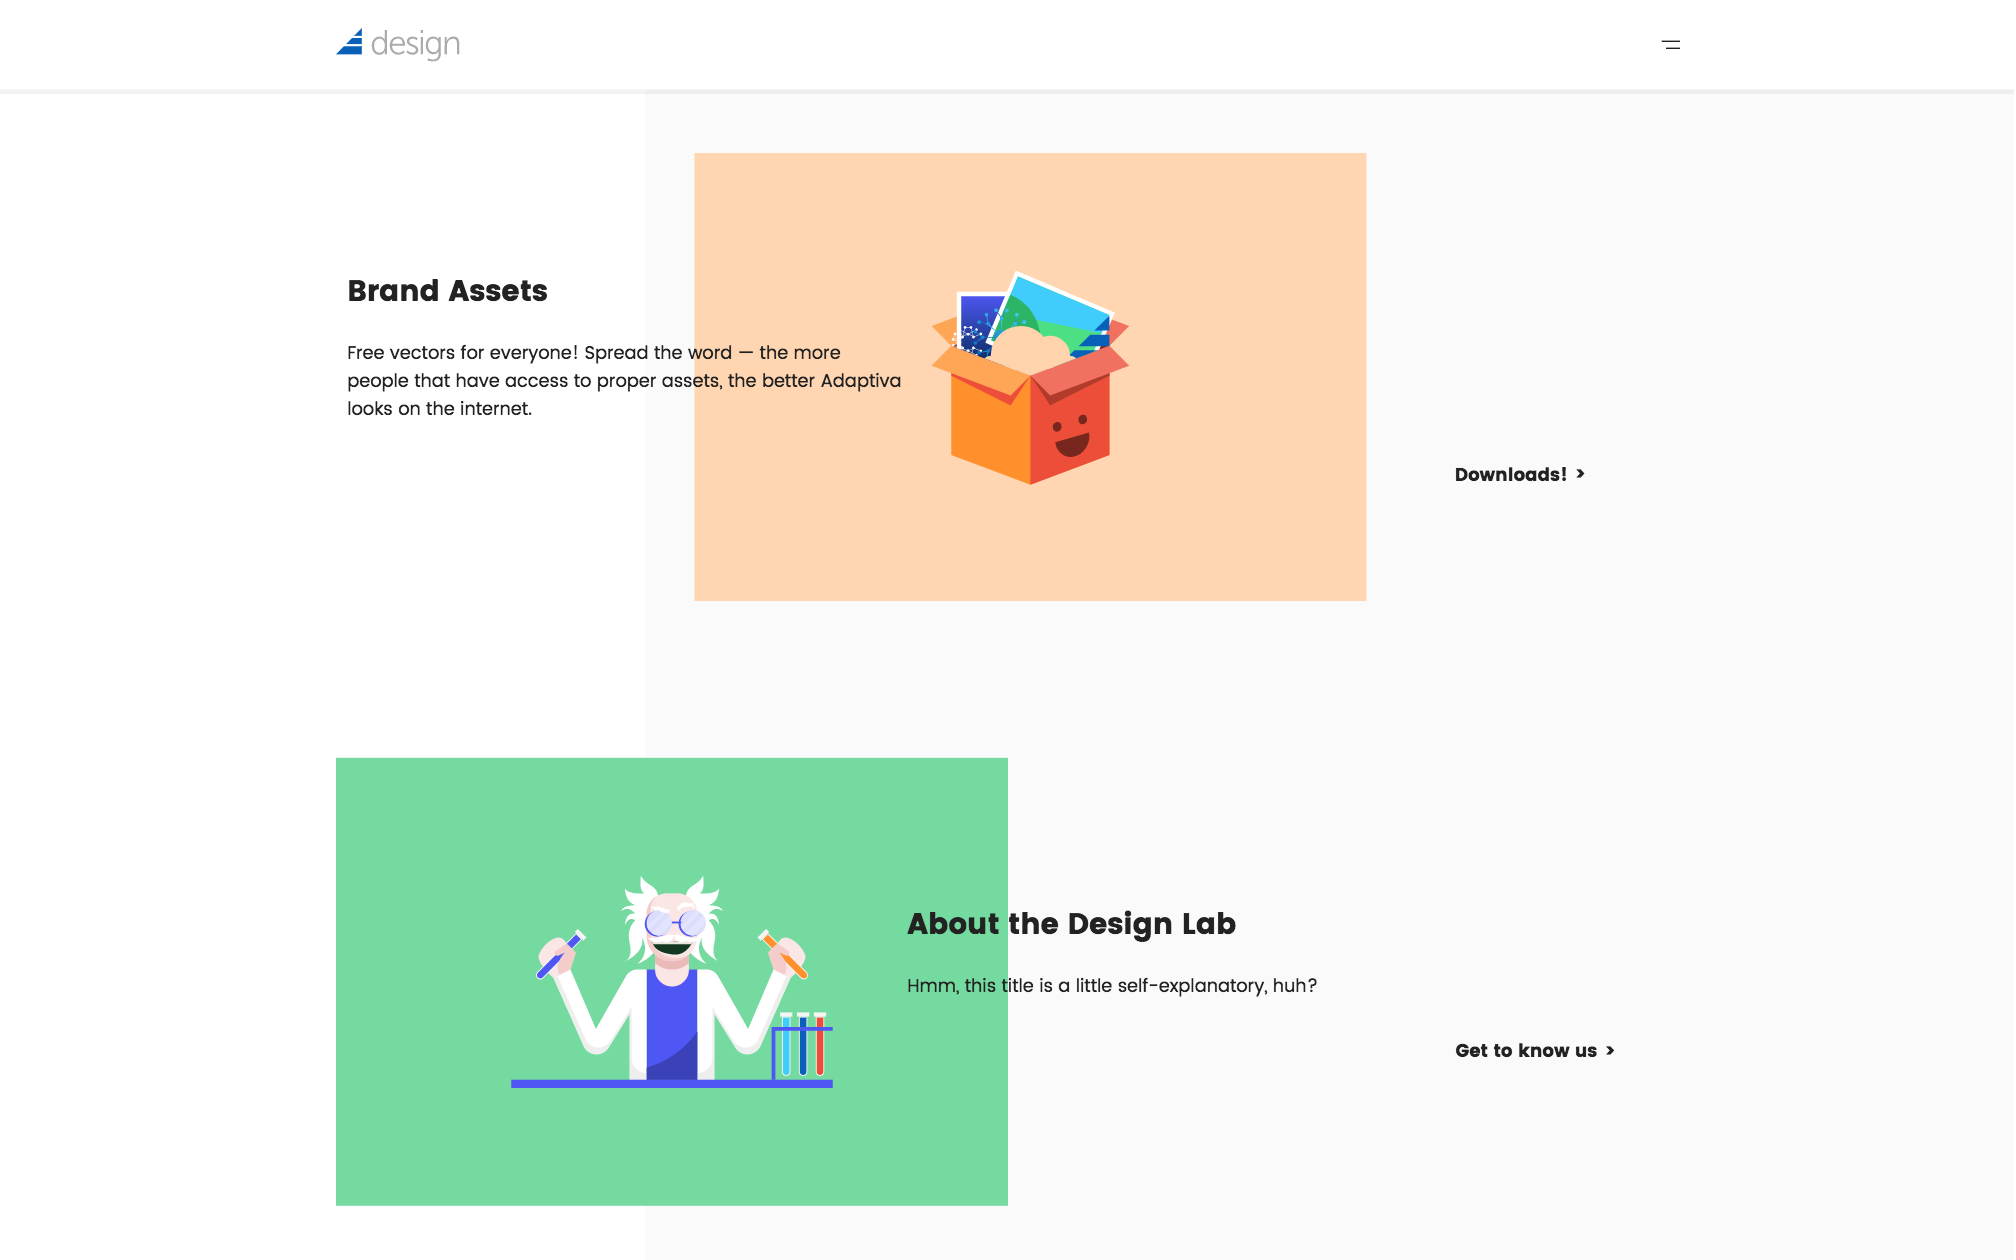 design
Brand Assets
Free vectors for everyone! Spread the word — the more
people that have access to proper assets, the better Adaptiva
looks on the internet.
Downloads! >
About the Design Lab
Hmm, this title is a little self-explanatory, huh?
Get to know us >